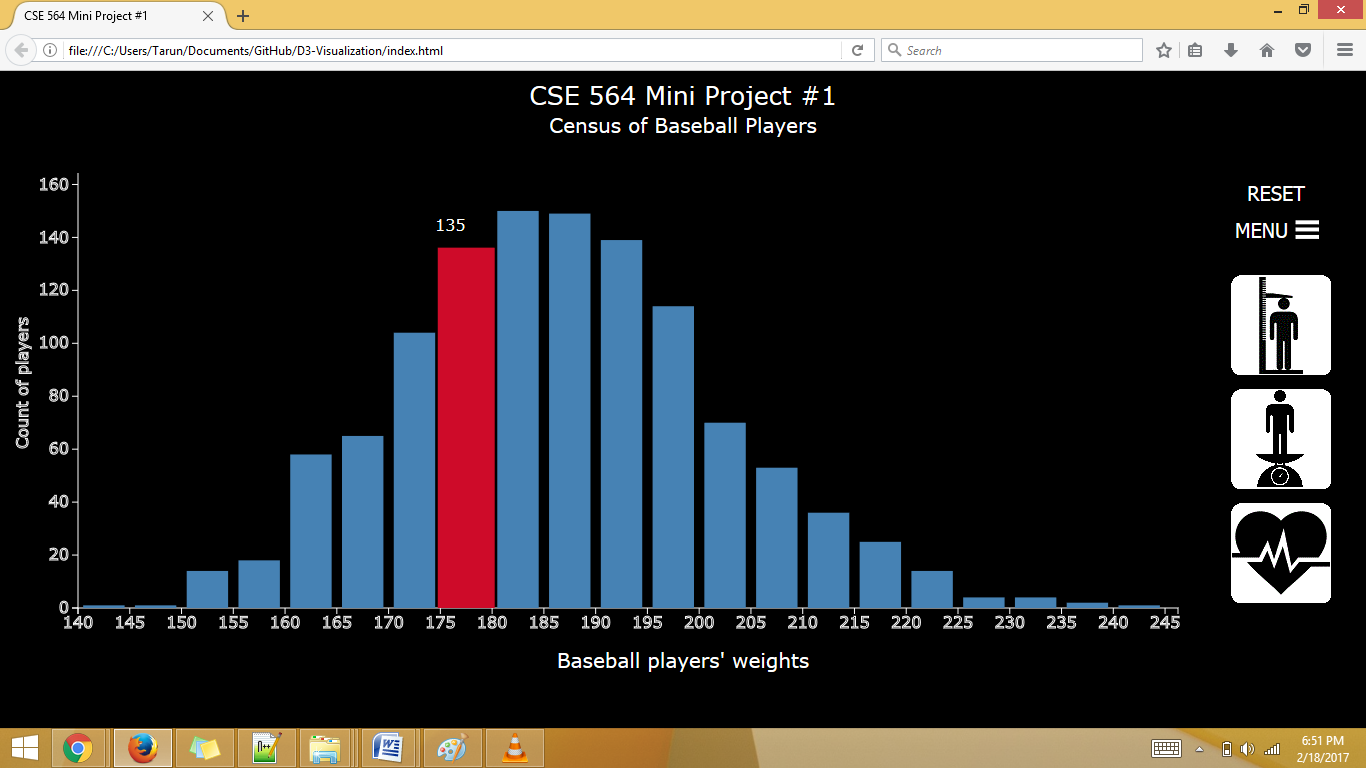 CSE 564 Mini Project #1
file:///C:/Users/Tarun/Documents/GitHub/D3-Visualization/index.html
Search
CSE 564 Mini Project #1
Census of Baseball Players
RESET
MENU
Count of players
160
140
120
100
80
60
40
20
0
135
140 145 150 155 160 165 170 175 180 185 190 195 200 205 210 215 220 225 230 235 240 245
Baseball players' weights
6:51 PM
2/18/2017